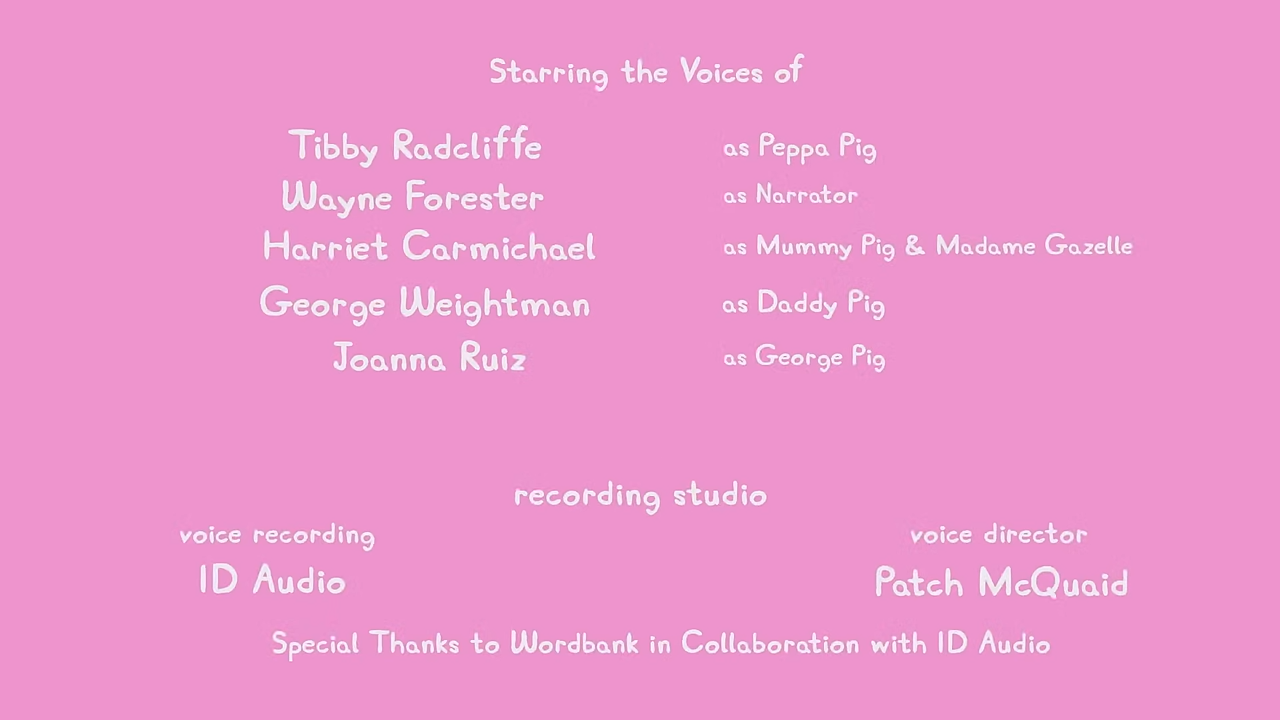 Starring the Voices of
Tibby Radcliffe as Peppa Pig
Wayne Forester as Narrator
Harriet Carmichael as Mummy Pig & Madame Gazelle
George Weightman as Daddy Pig
Joanna Ruiz as George Pig
recording studio
voice recording voice director
ID Audio Patch McQuaid
Special Thanks to Wordbank in Collaboration with ID Audio